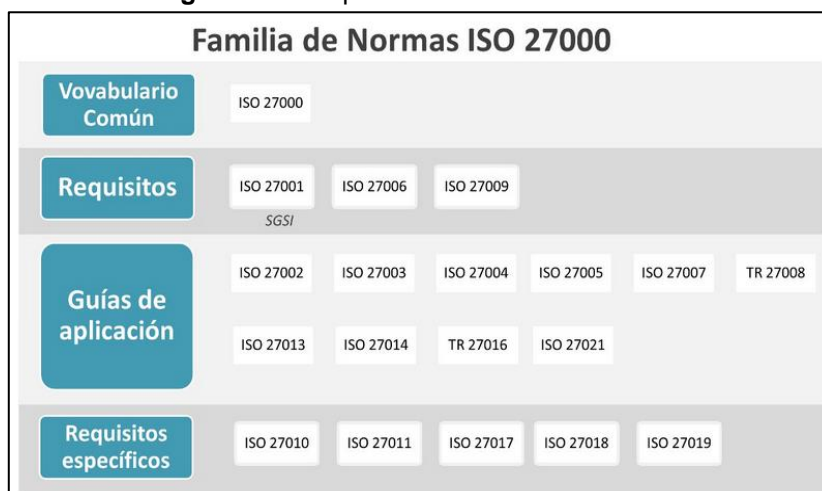 Familia de Normas ISO 27000
Vovabulario
Común
ISO 27000
Requisitos
ISO 27001
ISO 27006
ISO 27009
SGSI
Guías de
aplicación
ISO 27002
ISO 27003
ISO 27004
ISO 27005
ISO 27007
TR 27008
ISO 27013
ISO 27014
TR 27016
ISO 27021
Requisitos
específicos
ISO 27010
ISO 27011
ISO 27017
ISO 27018
ISO 27019